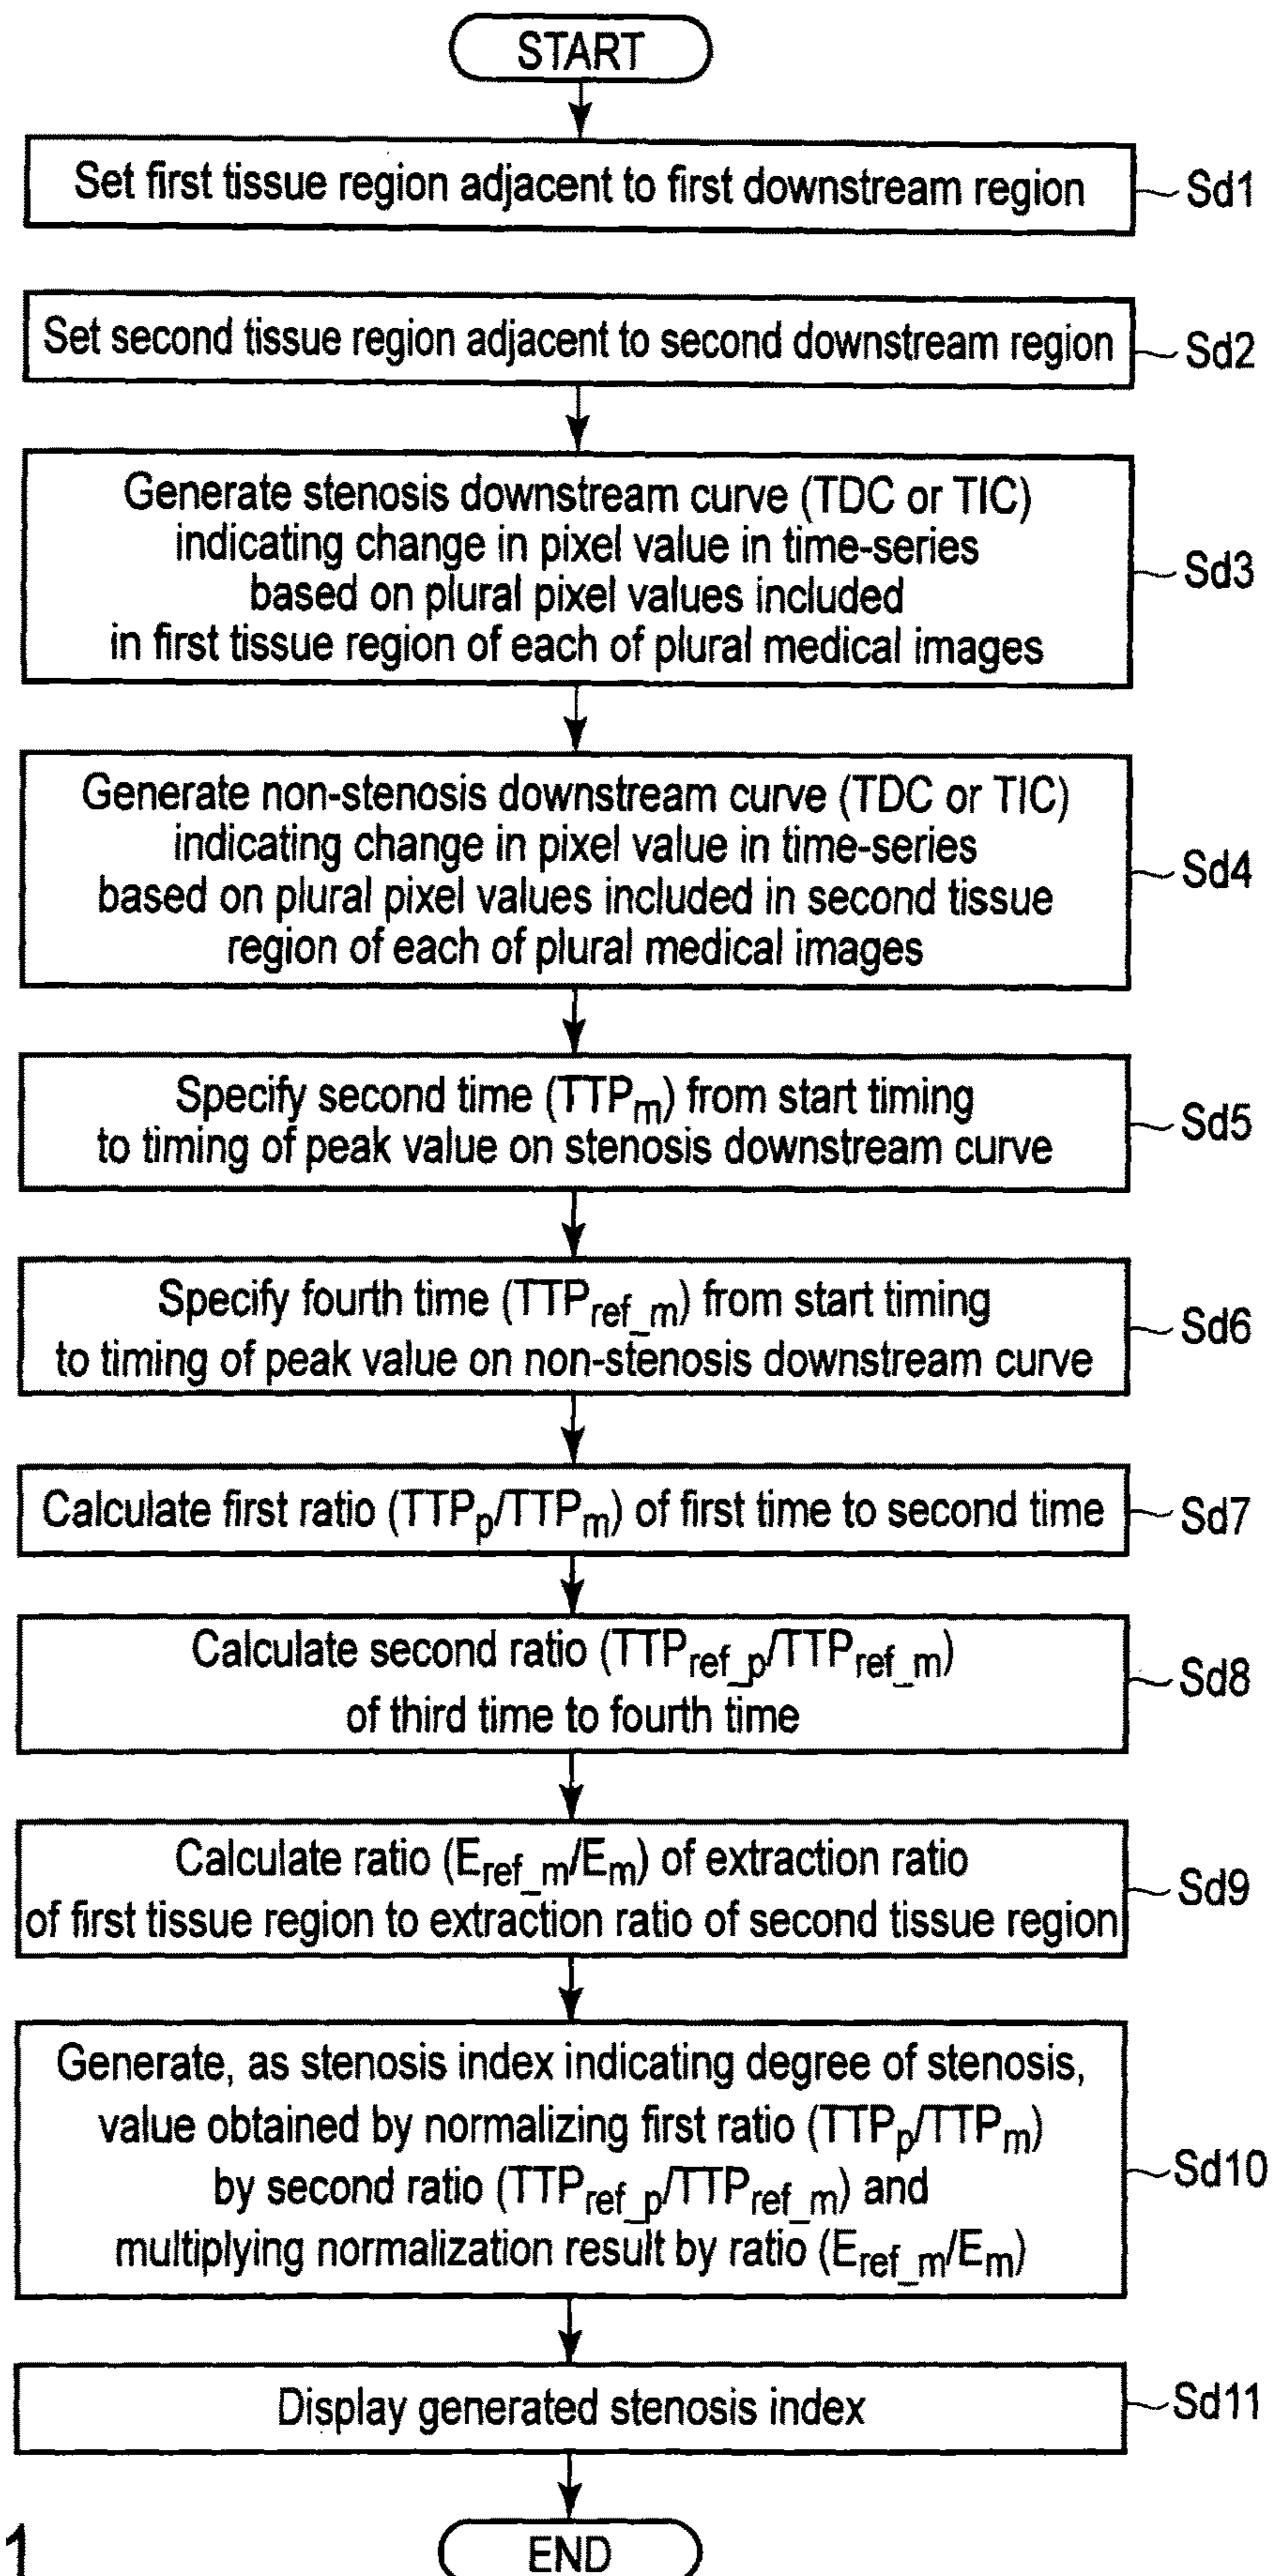 START
Set first tissue region adjacent to first downstream region
Sd1
Set second tissue region adjacent to second downstream region
Sd2
Generate stenosis downstream curve (TDC or TIC)
indicating change in pixel value in time-series
based on plural pixel values included
in first tissue region of each of plural medical images
Sd3
Generate non-stenosis downstream curve (TDC or TIC)
indicating change in pixel value in time-series
based on plural pixel values included in second tissue
region of each of plural medical images
Sd4
Specify second time (TTPm) from start timing
to timing of peak value on stenosis downstream curve
Sd5
Specify fourth time (TTPref_m) from start timing
to timing of peak value on non-stenosis downstream curve
Sd6
Calculate first ratio (TTPp/TTPm) of first time to second time
Sd7
Calculate second ratio (TTPref_p/TTPref_m)
of third time to fourth time
Sd8
Calculate ratio (Eref_m/Em) of extraction ratio
of first tissue region to extraction ratio of second tissue region
Sd9
Generate, as stenosis index indicating degree of stenosis,
value obtained by normalizing first ratio (TTPp/TTPm)
by second ratio (TTPref_p/TTPref_m) and
multiplying normalization result by ratio (Eref_m/Em)
Sd10
Display generated stenosis index
Sd11
END
1